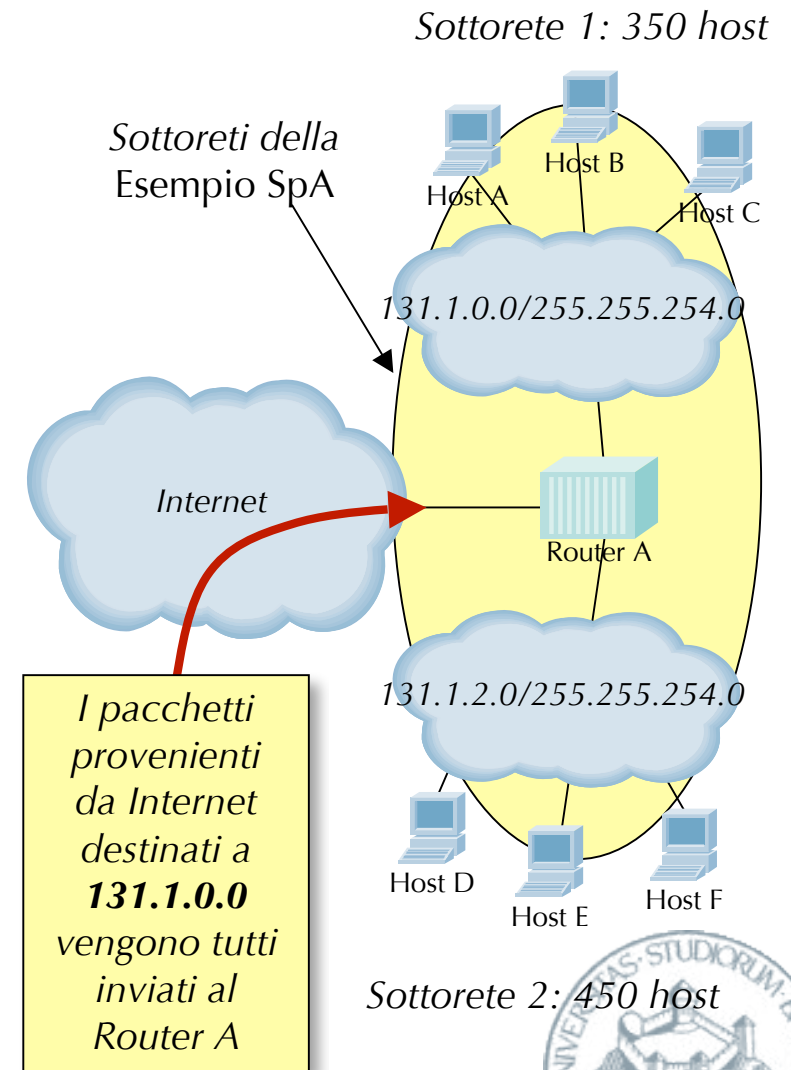 Sottorete 1: 350 host
Sottoreti della
Esempio SpA
Host A
Host B
Host C
131.1.0.0/255.255.254.0
Internet
Router A
131.1.2.0/255.255.254.0
I pacchetti
provenienti
da Internet
destinati a
131.1.0.0
vengono tutti
inviati al
Router A
Host D
Host E
Host F
Sottorete 2: 450 host
STUDIORUM